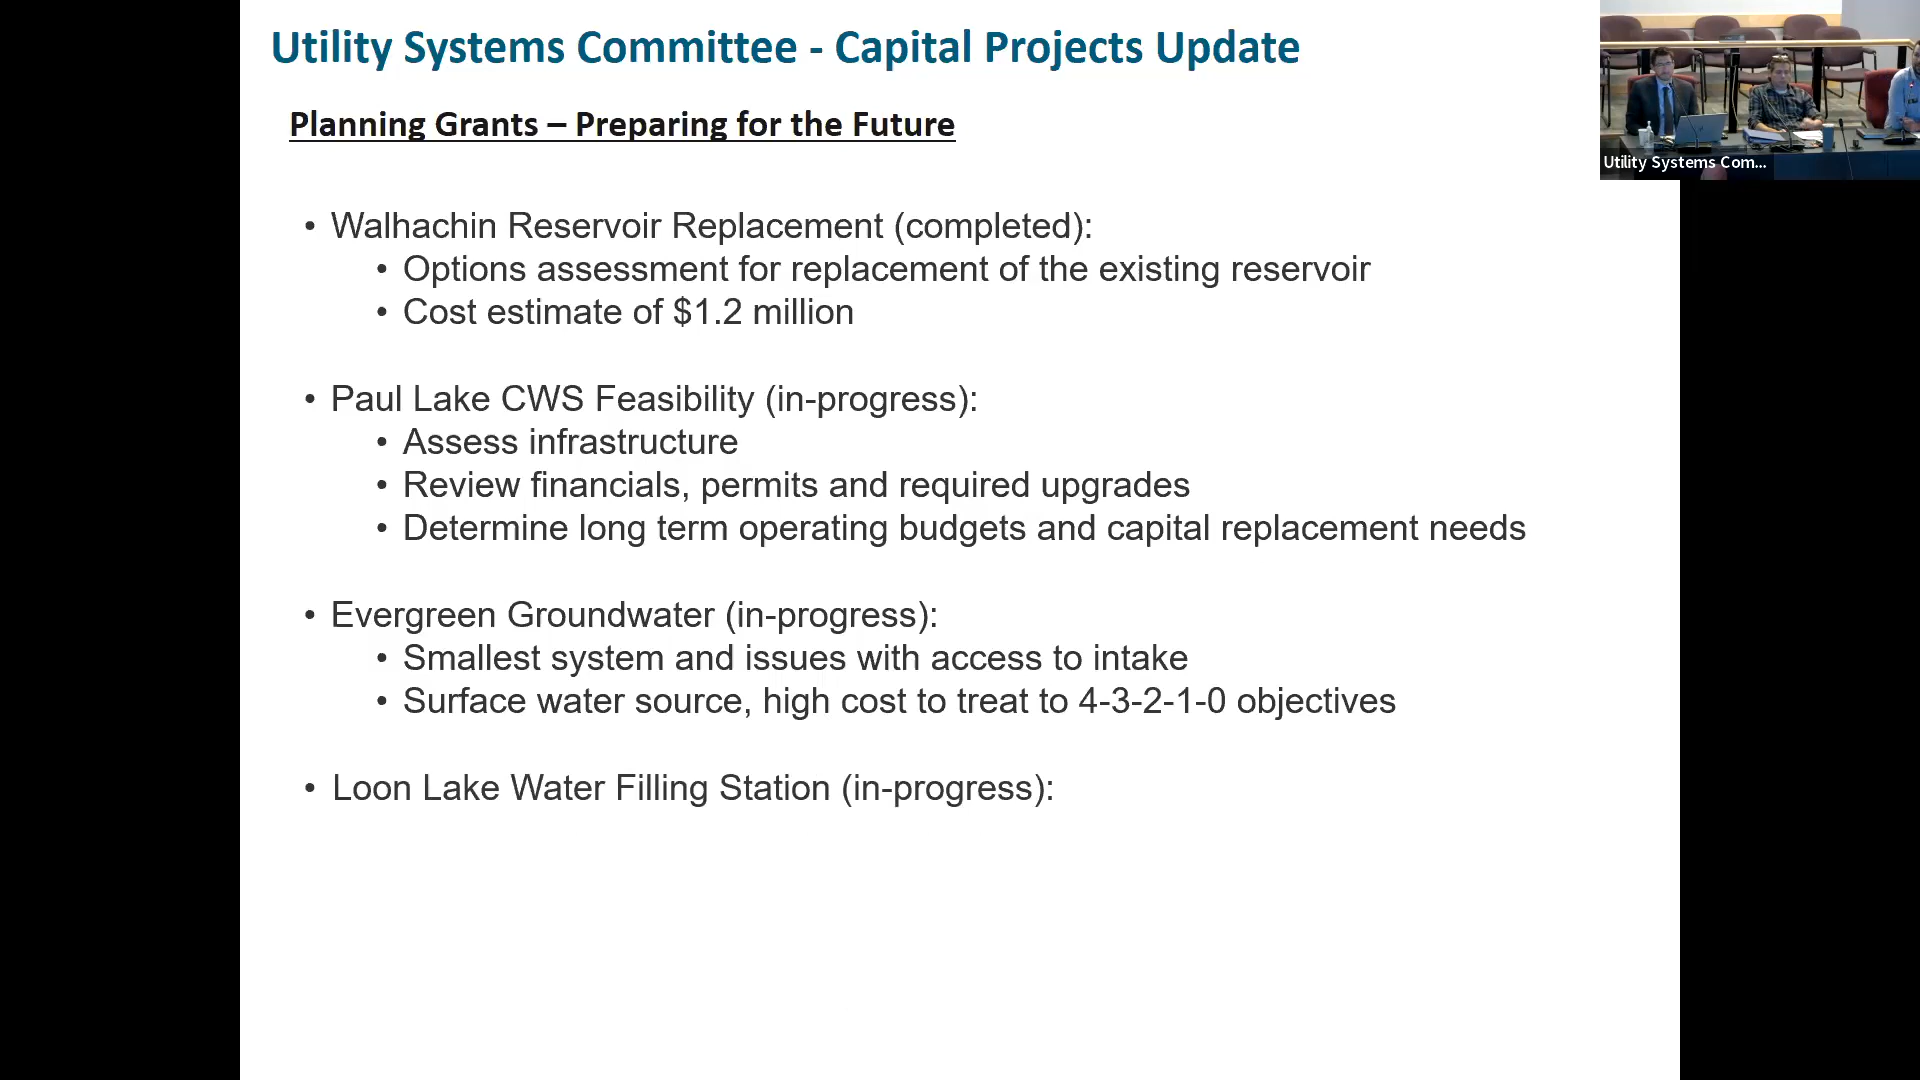 Utility Systems Committee - Capital Projects Update
Planning Grants – Preparing for the Future
Utility Systems Com...
• Walhachin Reservoir Replacement (completed):
• Options assessment for replacement of the existing reservoir
• Cost estimate of $1.2 million
• Paul Lake CWS Feasibility (in-progress):
• Assess infrastructure
• Review financials, permits and required upgrades
• Determine long term operating budgets and capital replacement needs
• Evergreen Groundwater (in-progress):
• Smallest system and issues with access to intake
• Surface water source, high cost to treat to 4-3-2-1-0 objectives
• Loon Lake Water Filling Station (in-progress):